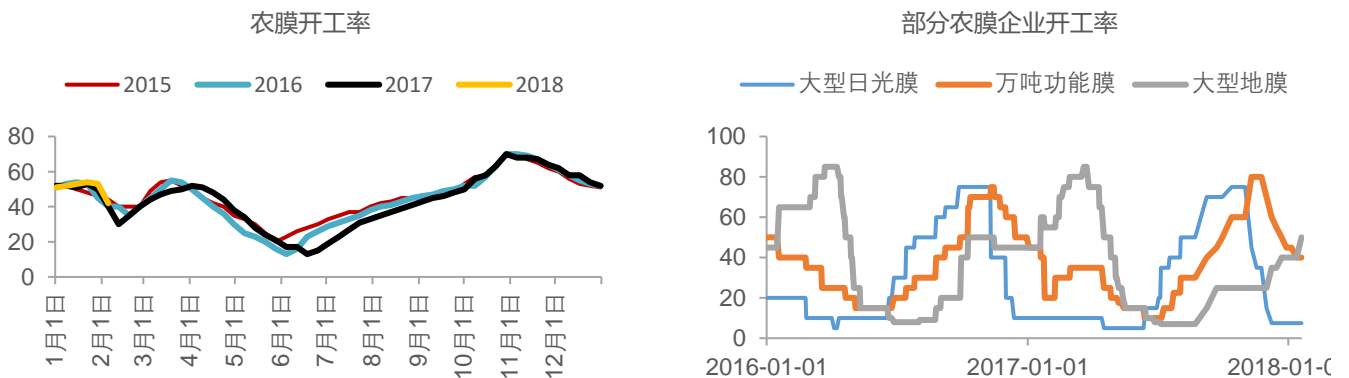 农膜开工率
2015 2016 2017 2018
80
60
40
20
0
1月1日
2月1日
3月1日
4月1日
5月1日
6月1日
7月1日
8月1日
9月1日
10月1日
11月1日
12月1日
部分农膜企业开工率
大型日光膜 万吨功能膜 大型地膜
100
80
60
40
20
0
2016-01-01 2017-01-01 2018-01-0